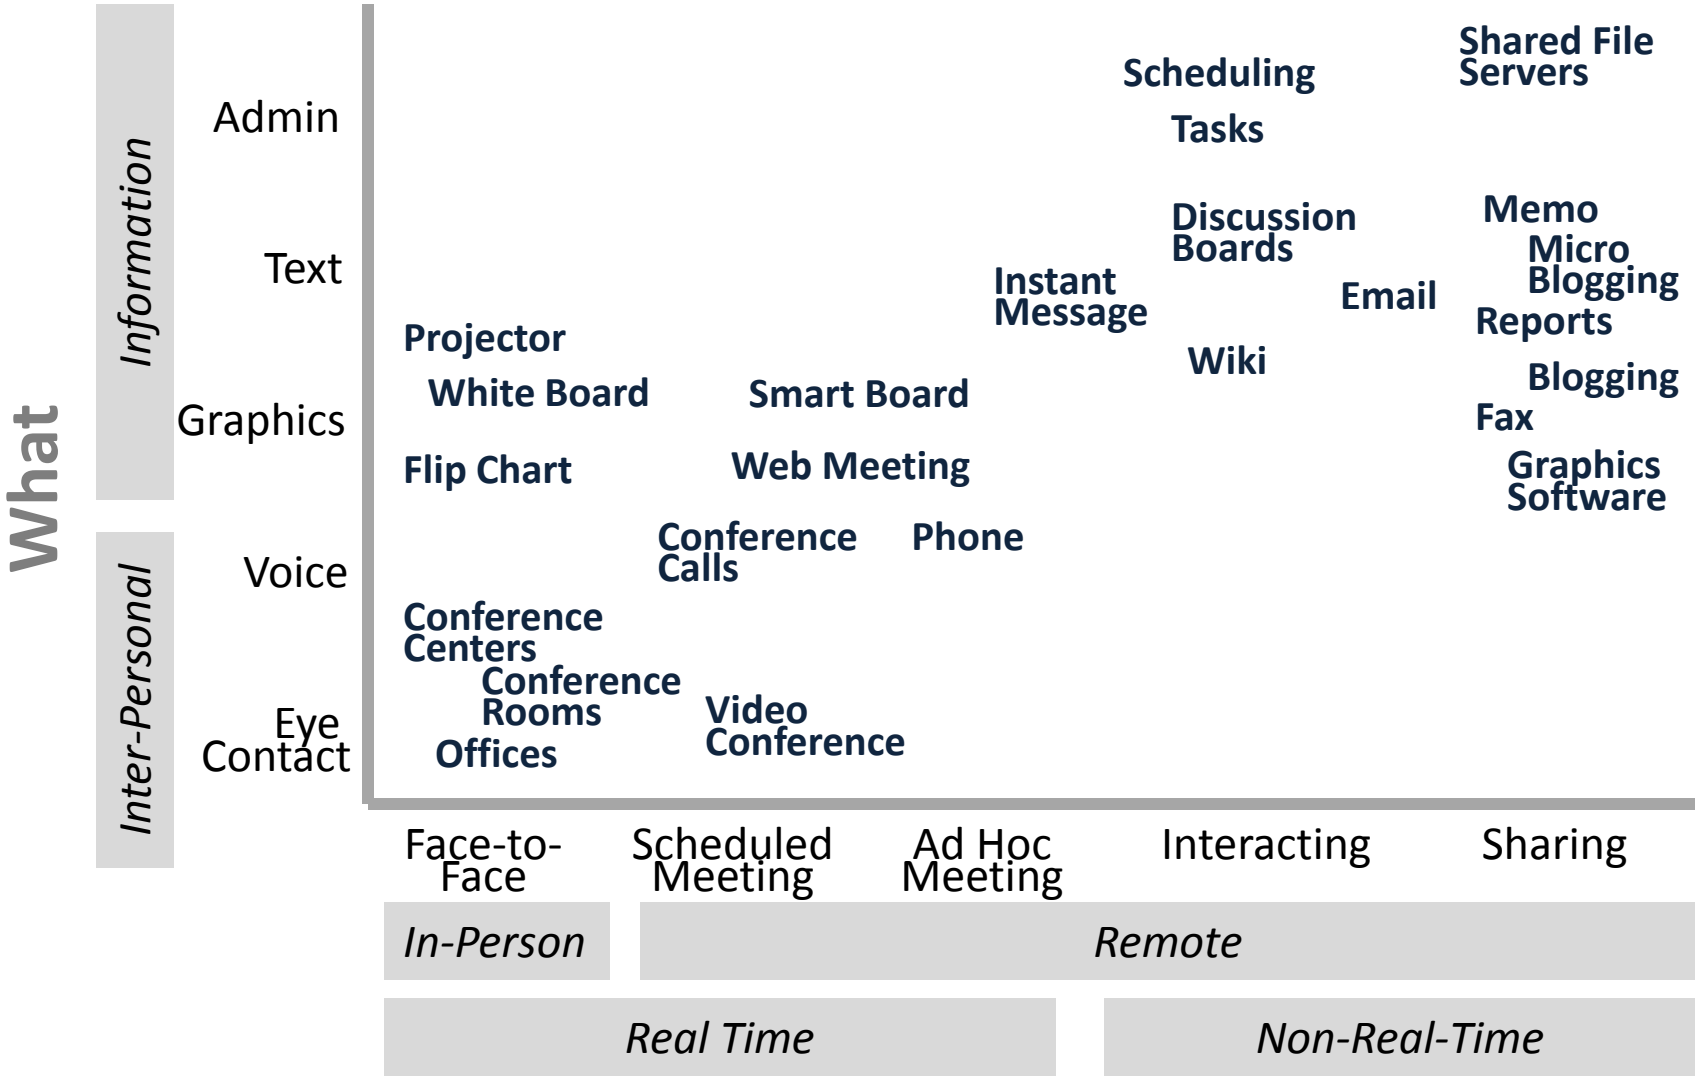 What
Information
Inter-Personal
Admin
Text
Graphics
Voice
Eye
Contact
Shared File
Servers
Scheduling
Tasks
Discussion
Boards
Memo
Micro
Blogging
Instant
Message
Email
Reports
Projector
Wiki
White Board
Smart Board
Blogging
Fax
Flip Chart
Web Meeting
Graphics
Software
Conference
Calls
Phone
Conference
Centers
Conference
Rooms
Video
Conference
Offices
Face-to-
Face
Scheduled
Meeting
Ad Hoc
Meeting
Interacting
Sharing
In-Person
Remote
Real Time
Non-Real-Time